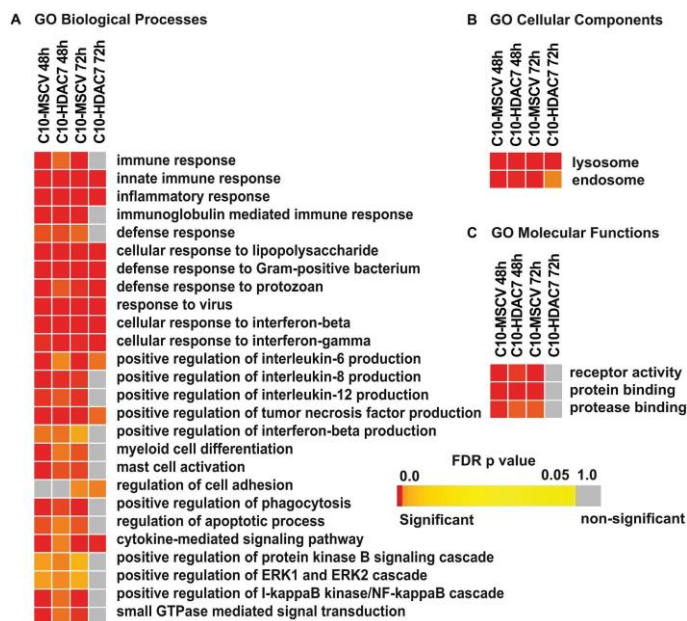 A GO Biological Processes
C10-MSCV 48h
C10-HDAC7 48h
C10-MSCV 72h
C10-HDAC7 72h
immune response
innate immune response
inflammatory response
immunoglobulin mediated immune response
defense response
cellular response to lipopolysaccharide
defense response to Gram-positive bacterium
defense response to protozoan
response to virus
cellular response to interferon-beta
cellular response to interferon-gamma
positive regulation of interleukin-6 production
positive regulation of interleukin-8 production
positive regulation of interleukin-12 production
positive regulation of tumor necrosis factor production
positive regulation of interferon-beta production
myeloid cell differentiation
mast cell activation
regulation of cell adhesion
positive regulation of phagocytosis
regulation of apoptotic process
cytokine-mediated signaling pathway
positive regulation of protein kinase B signaling cascade
positive regulation of ERK1 and ERK2 cascade
positive regulation of I-kappaB kinase/NF-kappaB cascade
small GTPase mediated signal transduction
B GO Cellular Components
C10-MSCV 48h
C10-HDAC7 48h
C10-MSCV 72h
C10-HDAC7 72h
lysosome
endosome
C GO Molecular Functions
C10-MSCV 48h
C10-HDAC7 48h
C10-MSCV 72h
C10-HDAC7 72h
receptor activity
protein binding
protease binding
FDR p value
0.0 0.05 1.0
Significant non-significant